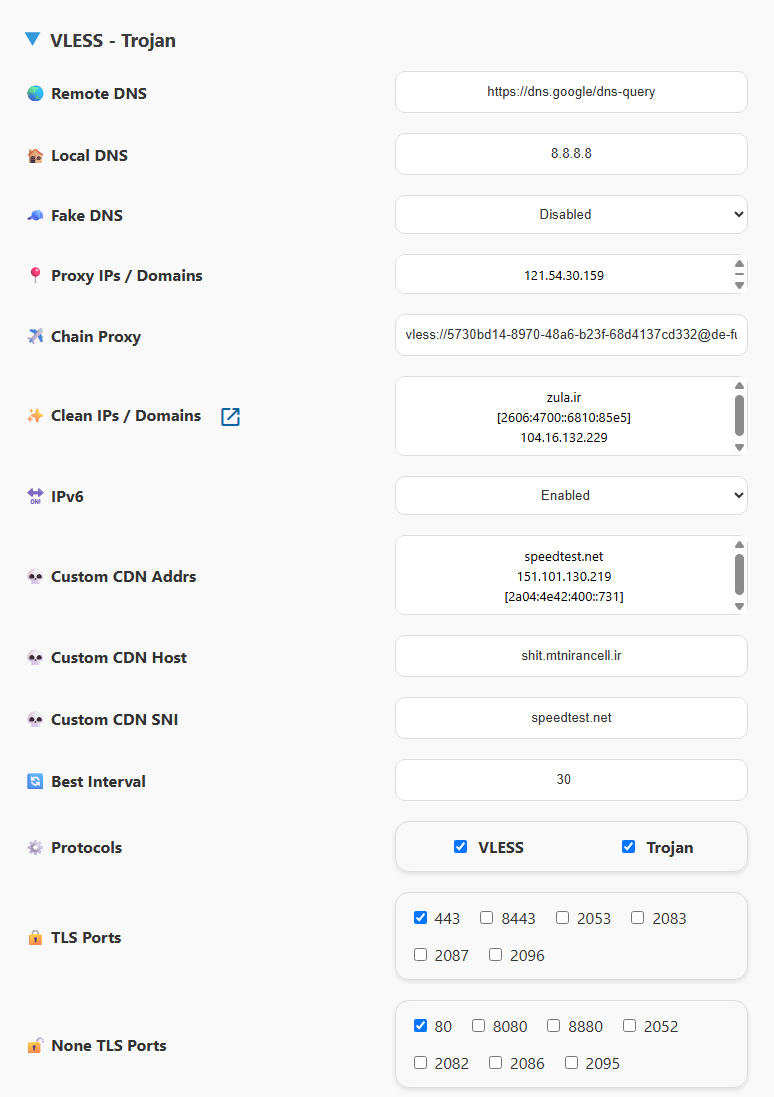 VLESS - Trojan
Remote DNS
https://dns.google/dns-query
Local DNS
8.8.8.8
Fake DNS
Disabled
Proxy IPs / Domains
121.54.30.159
Chain Proxy
vless://5730bd14-8970-48a6-b23f-68d4137cd332@de-fu
Clean IPs / Domains
zula.ir
[2606:4700::6810:85e5]
104.16.132.229
IPv6
Enabled
Custom CDN Addrs
speedtest.net
151.101.130.219
[2a04:4e42:400::731]
Custom CDN Host
shit.mtnirancell.ir
Custom CDN SNI
speedtest.net
Best Interval
30
Protocols
VLESS Trojan
TLS Ports
443 8443 2053 2083
2087 2096
None TLS Ports
80 8080 8880 2052
2082 2086 2095